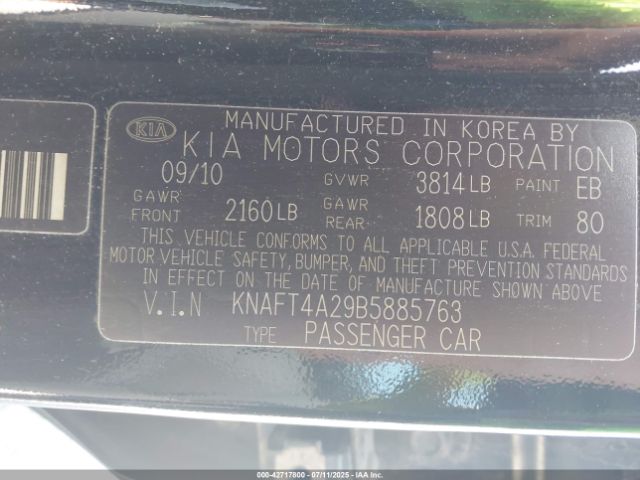 KIA
MANUFACTURED IN KOREA BY
KIA MOTORS CORPORATION
09/10 GVWR 3814 LB PAINT EB
GAWR FRONT 2160 LB GAWR REAR 1808 LB TRIM 80
THIS VEHICLE CONFORMS TO ALL APPLICABLE U.S.A. FEDERAL
MOTOR VEHICLE SAFETY, BUMPER, AND THEFT PREVENTION STANDARDS
IN EFFECT ON THE DATE OF MANUFACTURE SHOWN ABOVE
V.I.N KNAFT4A29B5885763
TYPE: PASSENGER CAR
000-42717800 - 07/11/2025 - IAAI.COM